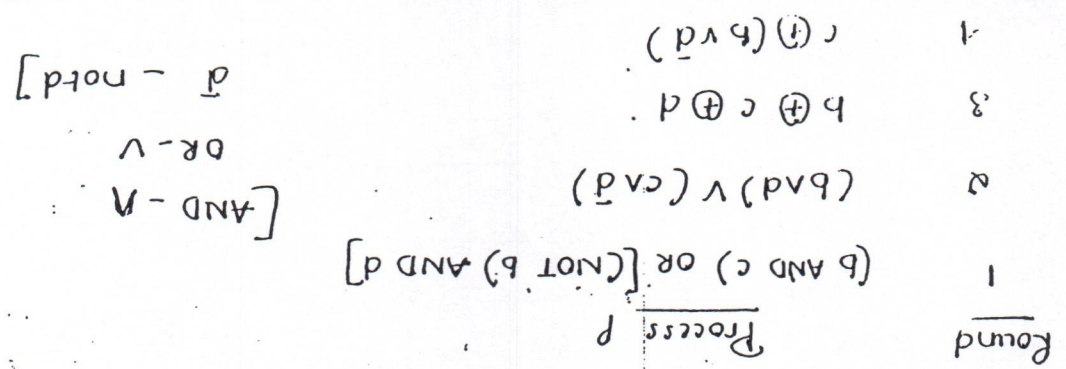 Round Process P
1 (b AND c) OR [(NOT b) AND d]
2 (b∧d) ∨ (c∧d̄) [AND - ∧
OR - V
3 b ⊕ c ⊕ d .
d̄ - notd]
4 c ⊕ (b ∨ d̄)